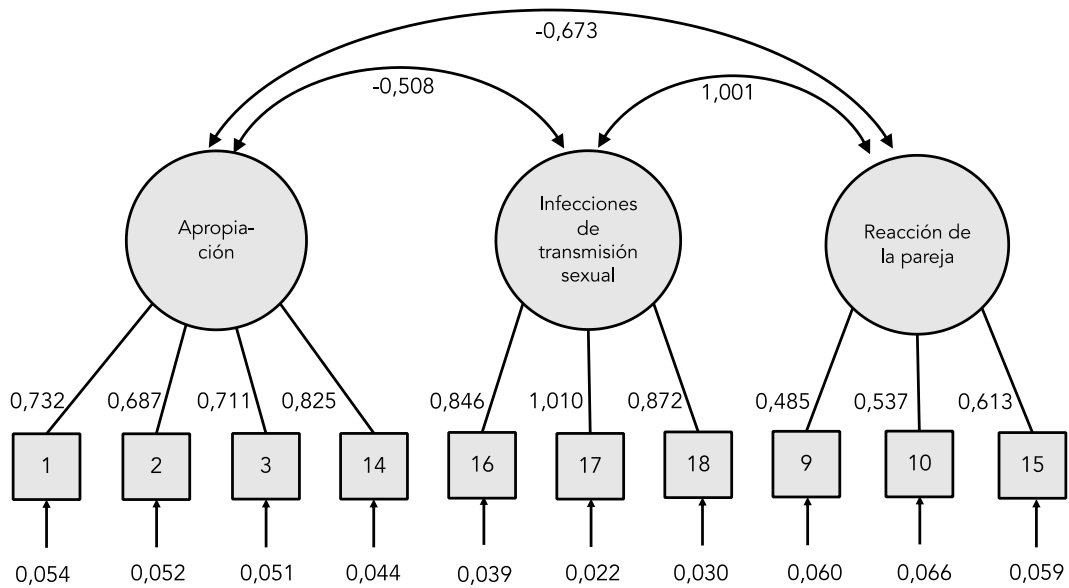 -0,673
-0,508
1,001
Apropia-
ción
Infecciones
de
transmisión
sexual
Reacción de
la pareja
0,732 0,687 0,711 0,825 0,846 1,010 0,872 0,485 0,537 0,613
1 2 3 14 16 17 18 9 10 15
0,054 0,052 0,051 0,044 0,039 0,022 0,030 0,060 0,066 0,059